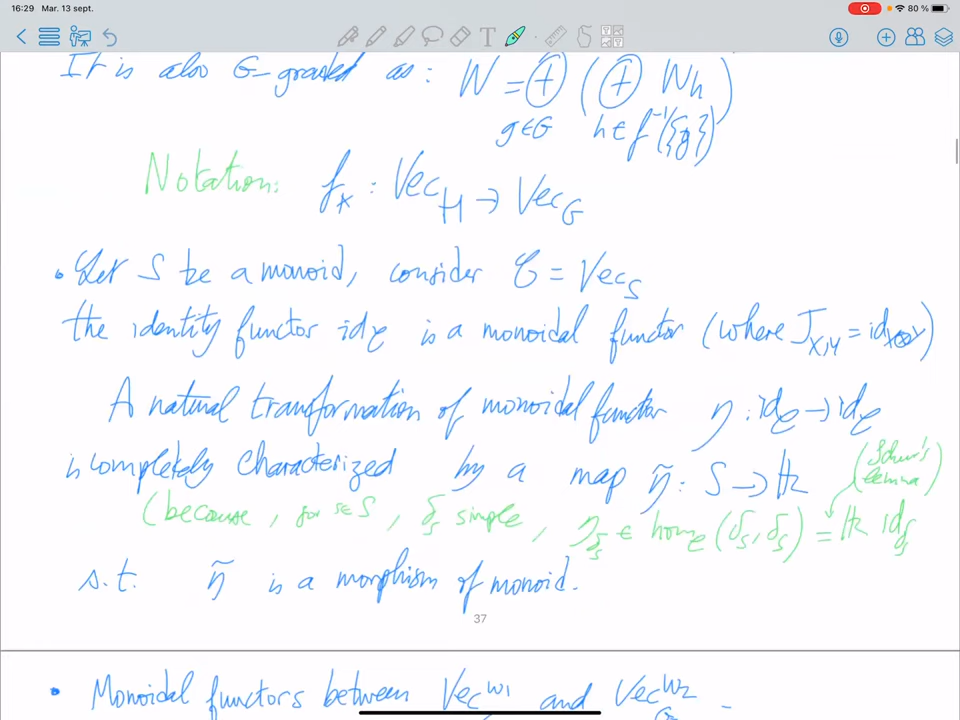 16:29 Mar. 13 sept. 80 %
It is also G-graded as : W = ⊕ ( ⊕ W_h )
g∈G h∈f⁻¹({g})
Notation: f_* : Vec_H → Vec_G
• Let S be a monoid, consider 𝒞 = Vec_S
the identity functor id_𝒞 is a monoidal functor (where J_{X,Y} = id_{X⊗Y})
A natural transformation of monoidal functor η : id_𝒞 → id_𝒞
is completely characterized by a map η̃ : S → 𝕜 (Schur's Lemma)
(because, for s∈S, δ_s simple, η_{δ_s} ∈ hom_𝒞(δ_s, δ_s) = 𝕜 id_{δ_s}
s.t. η̃ is a morphism of monoid.
37
• Monoidal functors between Vec^{ω1} and Vec^{ω2}